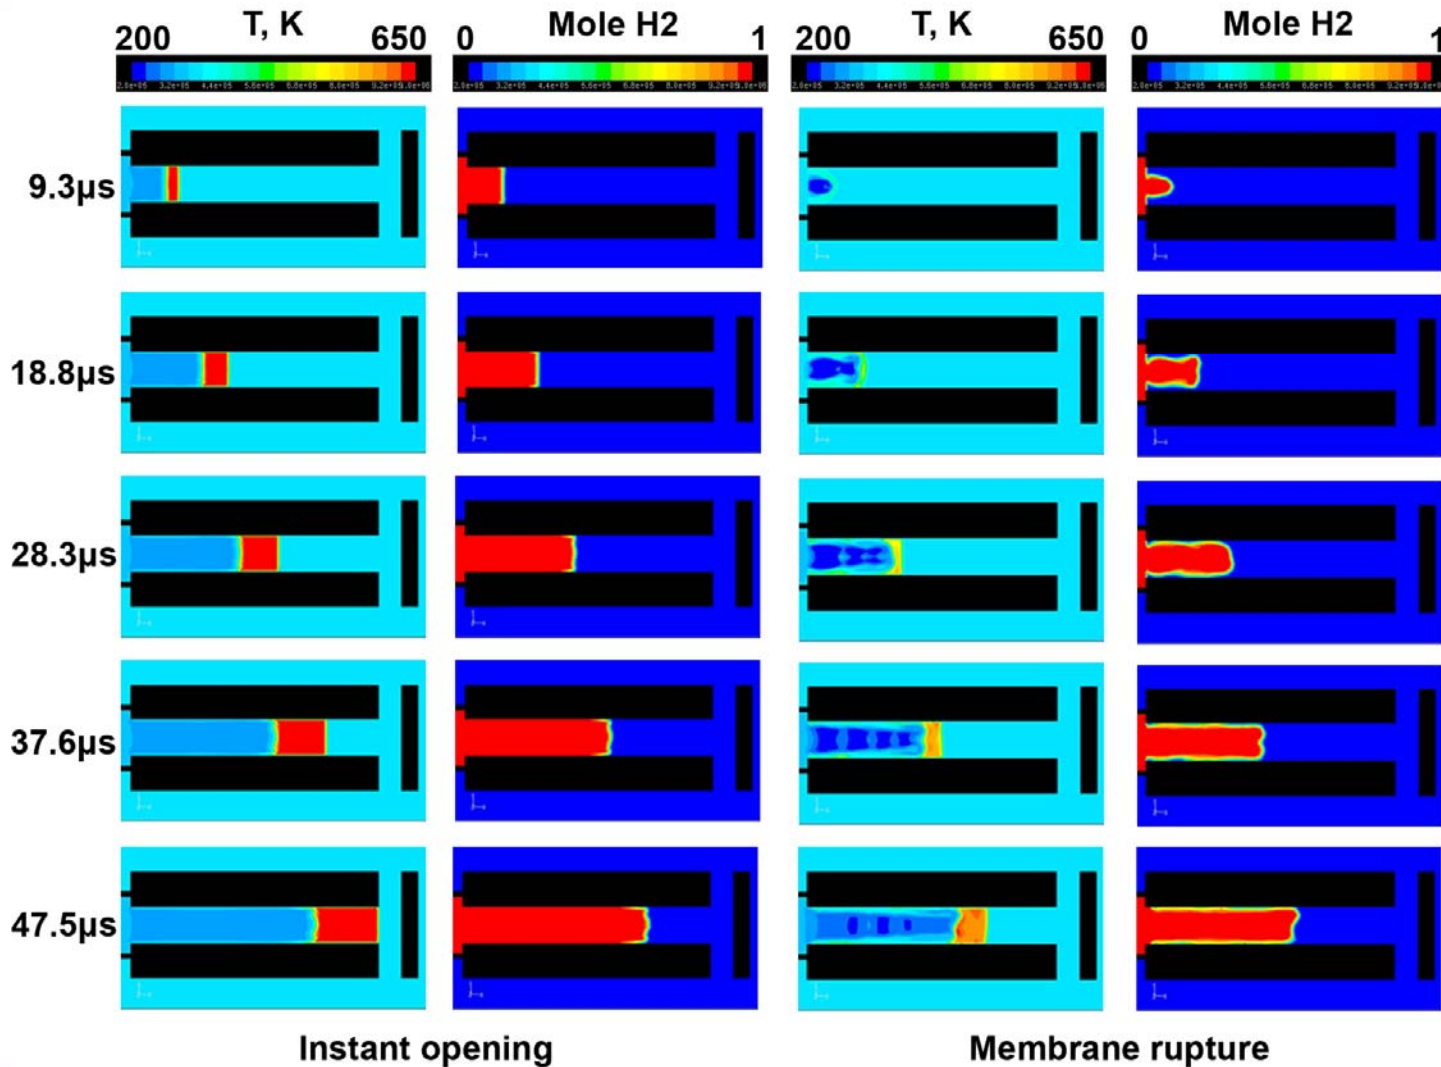 T, K Mole H2 T, K Mole H2
200 650 0 1 200 650 0 1
9.3µs
18.8µs
28.3µs
37.6µs
47.5µs
Instant opening Membrane rupture